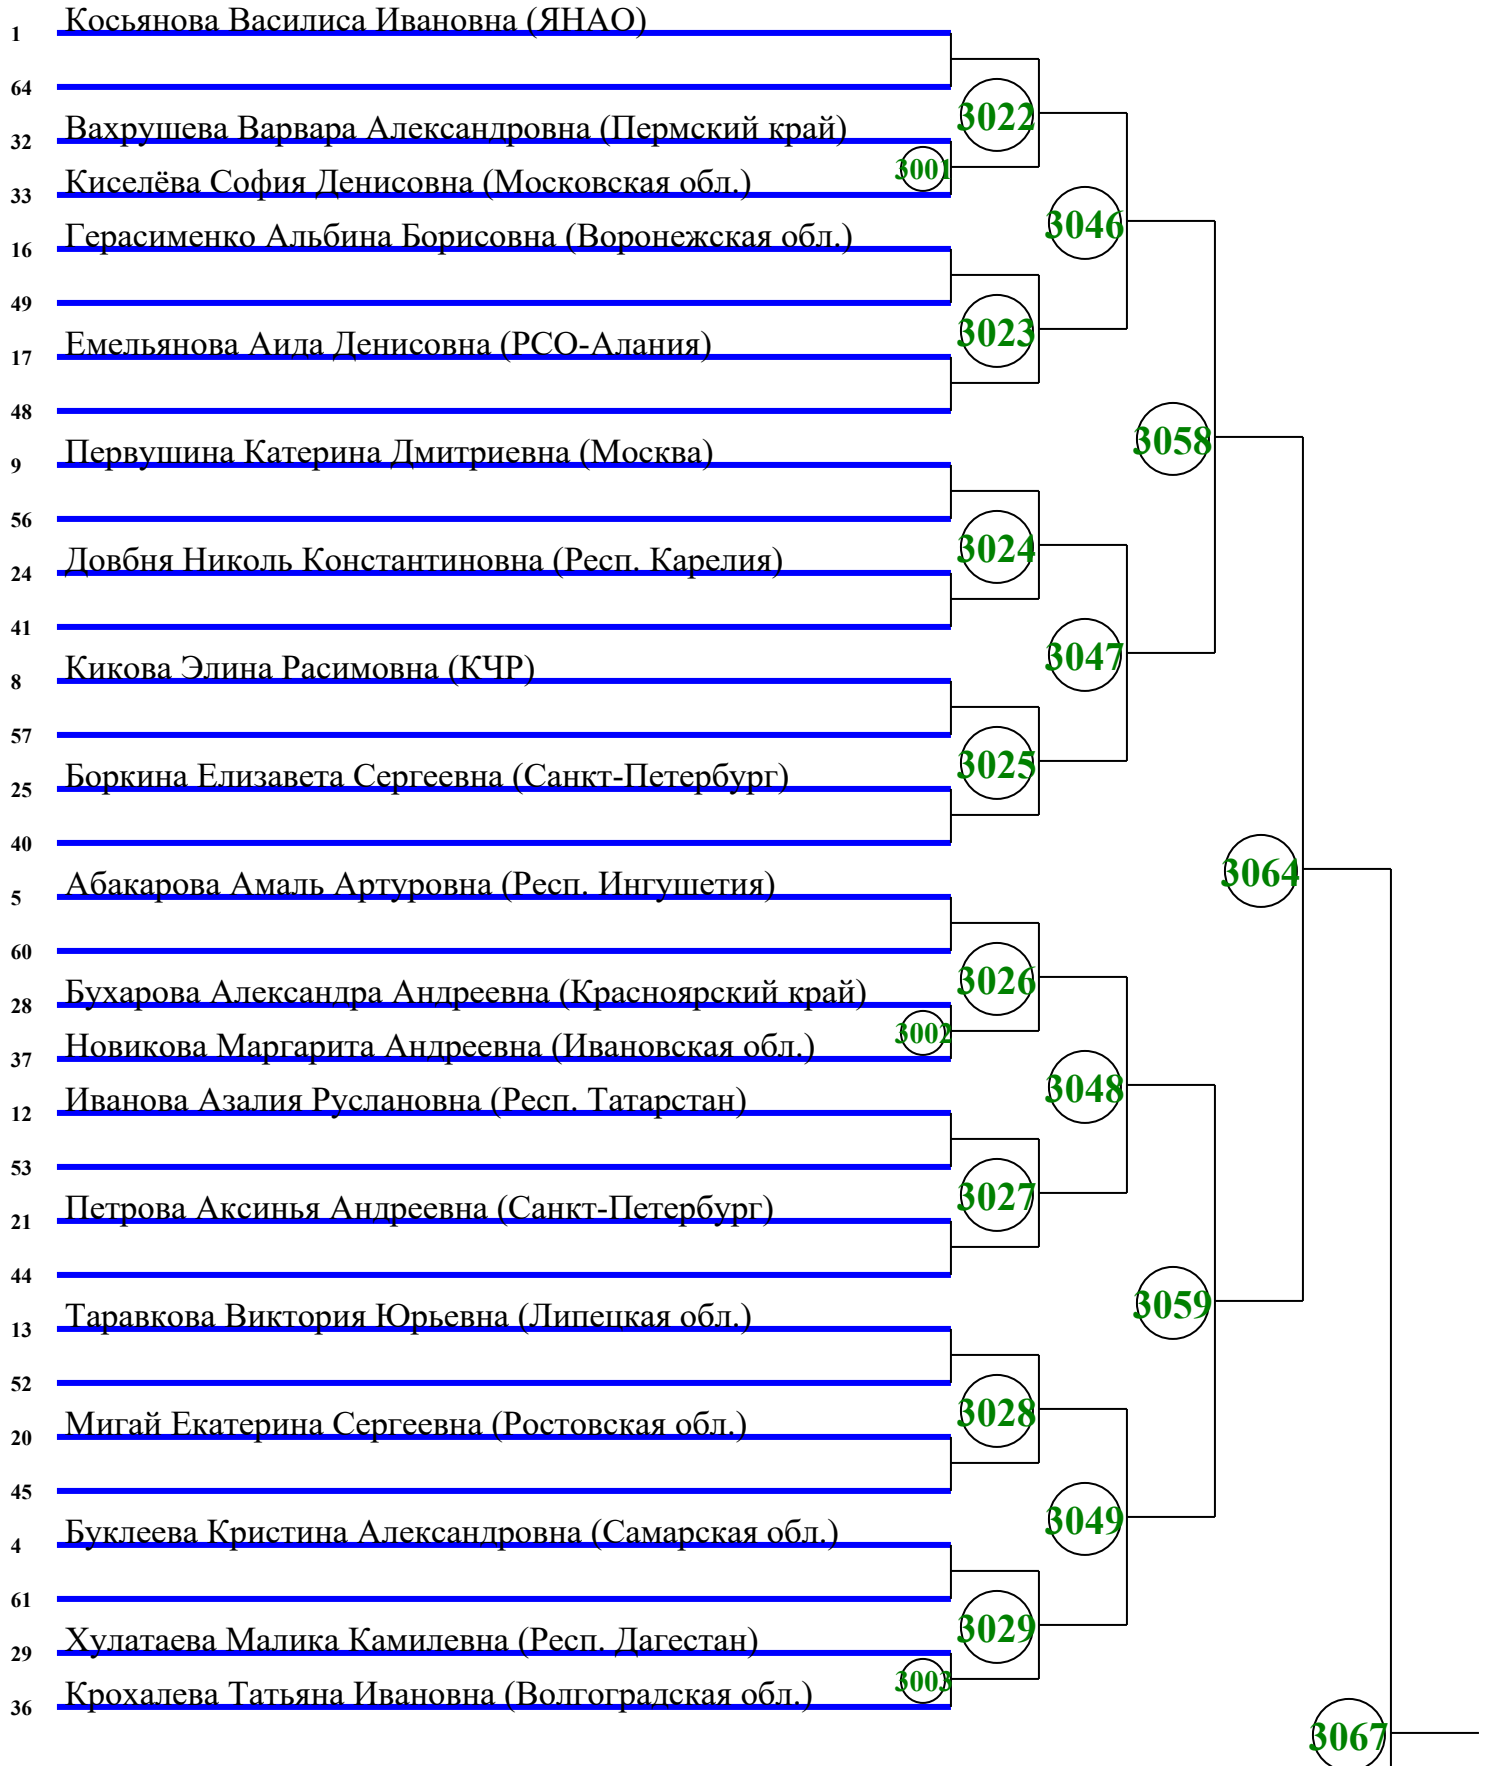 1 Косьянова Василиса Ивановна (ЯНАО)
64
3022
32 Вахрушева Варвара Александровна (Пермский край)
3001
33 Киселёва София Денисовна (Московская обл.)
3046
16 Герасименко Альбина Борисовна (Воронежская обл.)
49
3023
17 Емельянова Аида Денисовна (РСО-Алания)
48
3058
9 Первушина Катерина Дмитриевна (Москва)
56
3024
24 Довбня Николь Константиновна (Респ. Карелия)
41
3047
8 Кикова Элина Расимовна (КЧР)
57
3025
25 Боркина Елизавета Сергеевна (Санкт-Петербург)
40
3064
5 Абакарова Амаль Артуровна (Респ. Ингушетия)
60
3026
28 Бухарова Александра Андреевна (Красноярский край)
3002
37 Новикова Маргарита Андреевна (Ивановская обл.)
3048
12 Иванова Азалия Руслановна (Респ. Татарстан)
53
3027
21 Петрова Аксинья Андреевна (Санкт-Петербург)
44
3059
13 Таравкова Виктория Юрьевна (Липецкая обл.)
52
3028
20 Мигай Екатерина Сергеевна (Ростовская обл.)
45
3049
4 Буклеева Кристина Александровна (Самарская обл.)
61
3029
29 Хулатаева Малика Камилевна (Респ. Дагестан)
3003
36 Крохалева Татьяна Ивановна (Волгоградская обл.)
3067